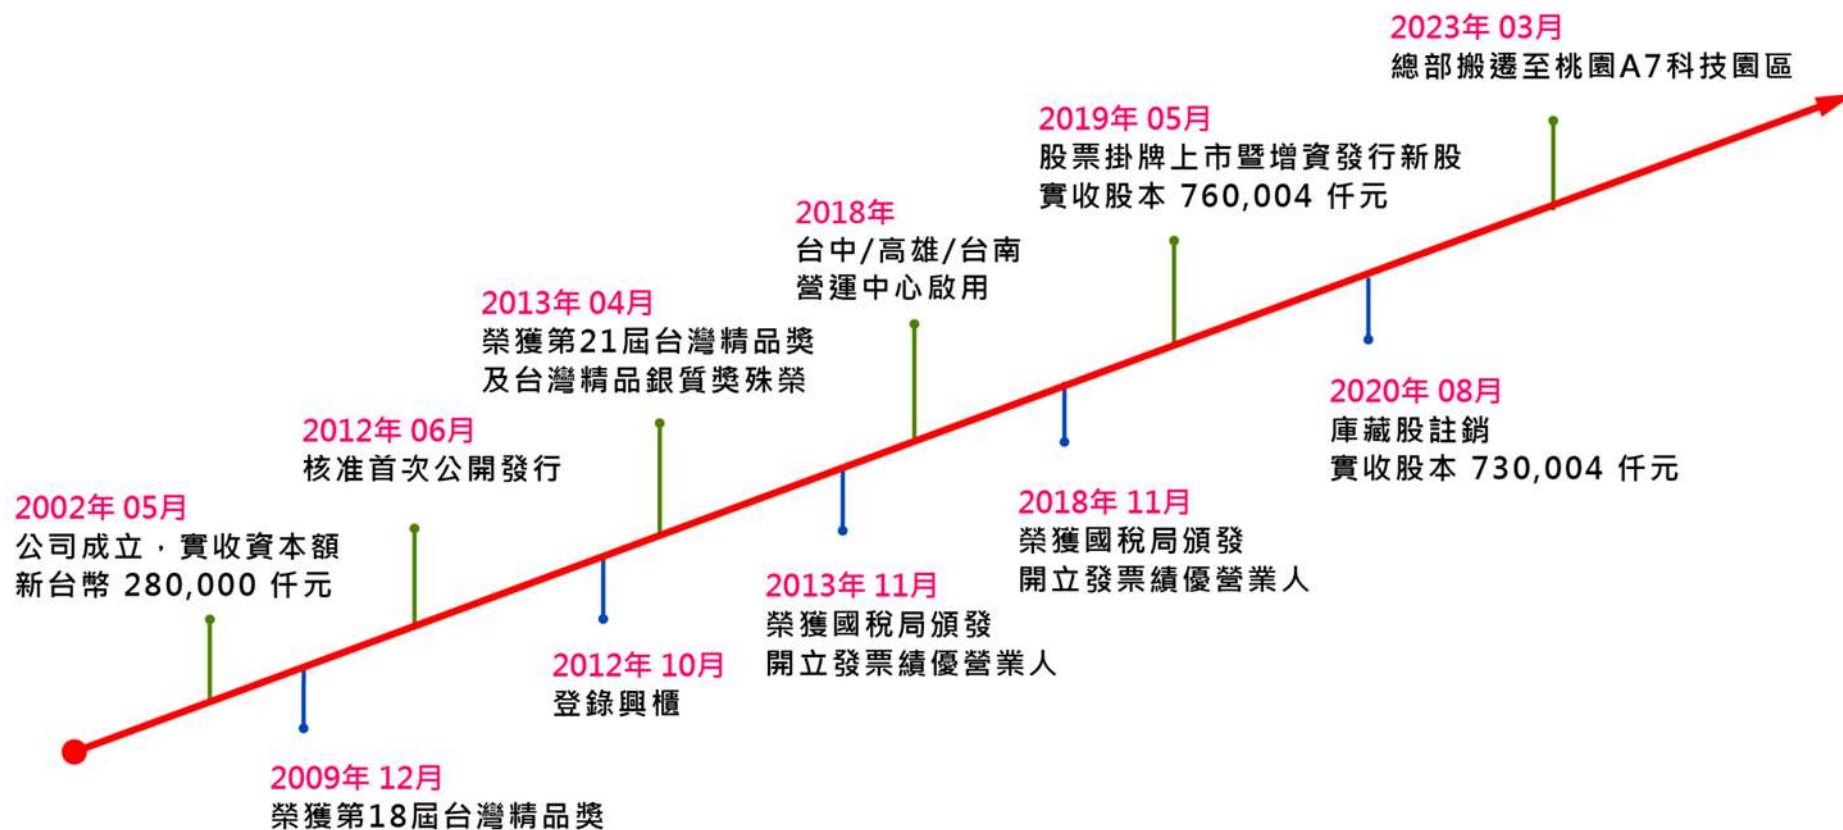 2002年 05月
公司成立，實收資本額
新台幣 280,000 仟元
2009年 12月
榮獲第18屆台灣精品獎
2012年 06月
核准首次公開發行
2012年 10月
登錄興櫃
2013年 04月
榮獲第21屆台灣精品獎
及台灣精品銀質獎殊榮
2013年 11月
榮獲國稅局頒發
開立發票績優營業人
2018年
台中/高雄/台南
營運中心啟用
2018年 11月
榮獲國稅局頒發
開立發票績優營業人
2019年 05月
股票掛牌上市暨增資發行新股
實收股本 760,004 仟元
2020年 08月
庫藏股註銷
實收股本 730,004 仟元
2023年 03月
總部搬遷至桃園A7科技園區